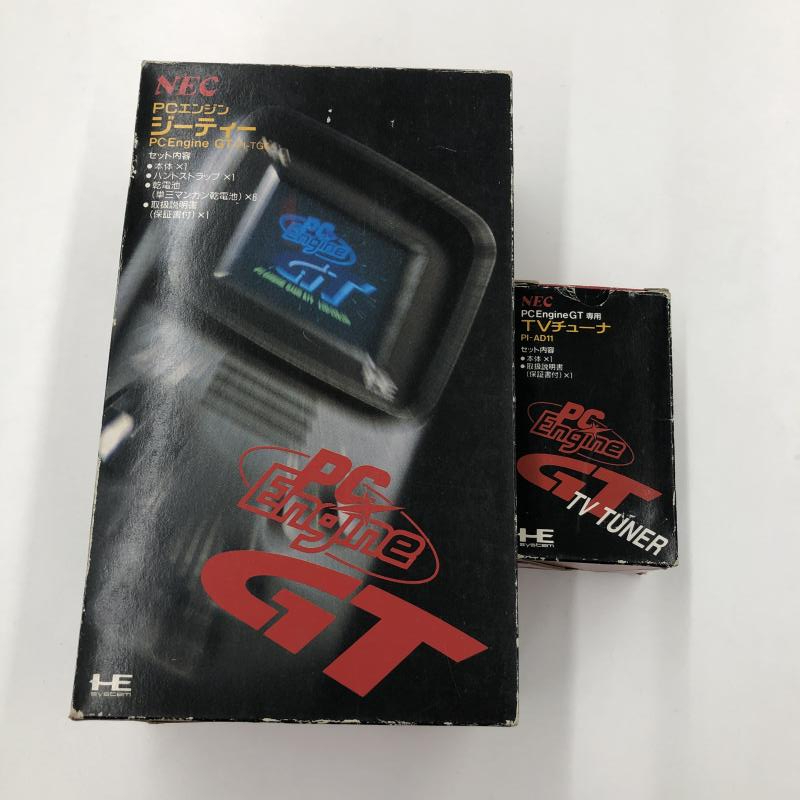 NEC
PCエンジン
ジーティー
PCEngine GT PI-TG6
セット内容
●本体×1
●ハンドストラップ×1
●乾電池
(単三マンガン乾電池)×6
●取扱説明書
(保証書付)×1
PC
Engine
GT
PC
Engine
GT
HE
system
NEC
PCEngineGT 専用
TVチューナ
PI-AD11
セット内容
●本体×1
●取扱説明書
(保証書付)×1
PC
Engine
GT
TV TUNER
HE
system